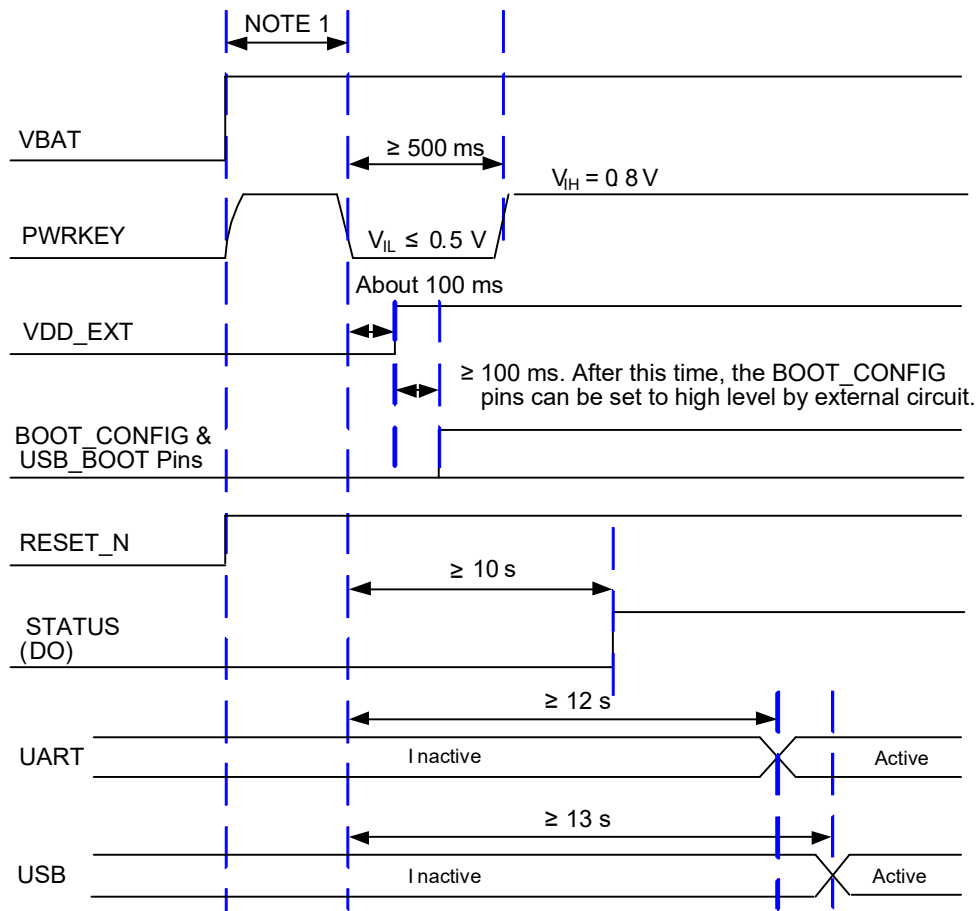 NOTE 1
VBAT
≥ 500 ms
VIH = 0.8 V
PWRKEY
VIL ≤ 0.5 V
About 100 ms
VDD_EXT
≥ 100 ms. After this time, the BOOT_CONFIG
pins can be set to high level by external circuit.
BOOT_CONFIG &
USB_BOOT Pins
RESET_N
≥ 10 s
STATUS
(DO)
≥ 12 s
UART
Inactive
Active
≥ 13 s
USB
Inactive
Active